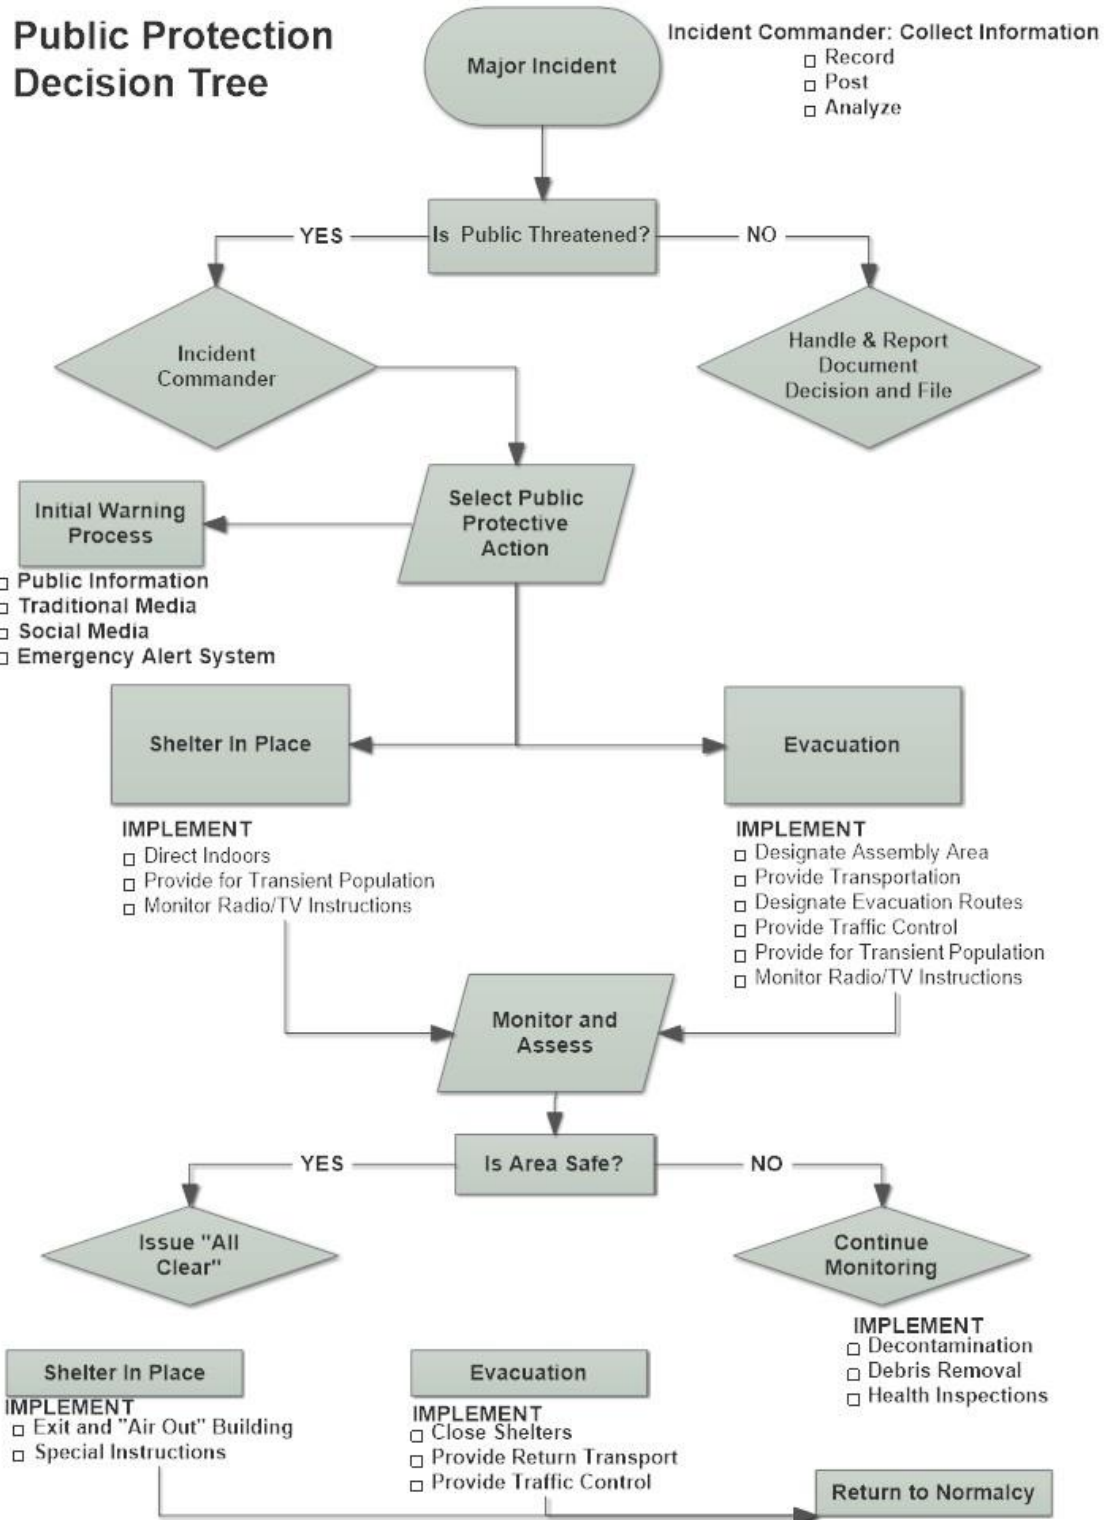 Public Protection
Decision Tree
Major Incident
Incident Commander: Collect Information
□ Record
□ Post
□ Analyze
YES
Is Public Threatened?
NO
Incident
Commander
Handle & Report
Document
Decision and File
Select Public
Protective
Action
Initial Warning
Process
□ Public Information
□ Traditional Media
□ Social Media
□ Emergency Alert System
Shelter In Place
Evacuation
IMPLEMENT
□ Direct Indoors
□ Provide for Transient Population
□ Monitor Radio/TV Instructions
IMPLEMENT
□ Designate Assembly Area
□ Provide Transportation
□ Designate Evacuation Routes
□ Provide Traffic Control
□ Provide for Transient Population
□ Monitor Radio/TV Instructions
Monitor and
Assess
YES
Is Area Safe?
NO
Issue "All
Clear"
Continue
Monitoring
IMPLEMENT
□ Decontamination
□ Debris Removal
□ Health Inspections
Shelter In Place
IMPLEMENT
□ Exit and "Air Out" Building
□ Special Instructions
Evacuation
IMPLEMENT
□ Close Shelters
□ Provide Return Transport
□ Provide Traffic Control
Return to Normalcy